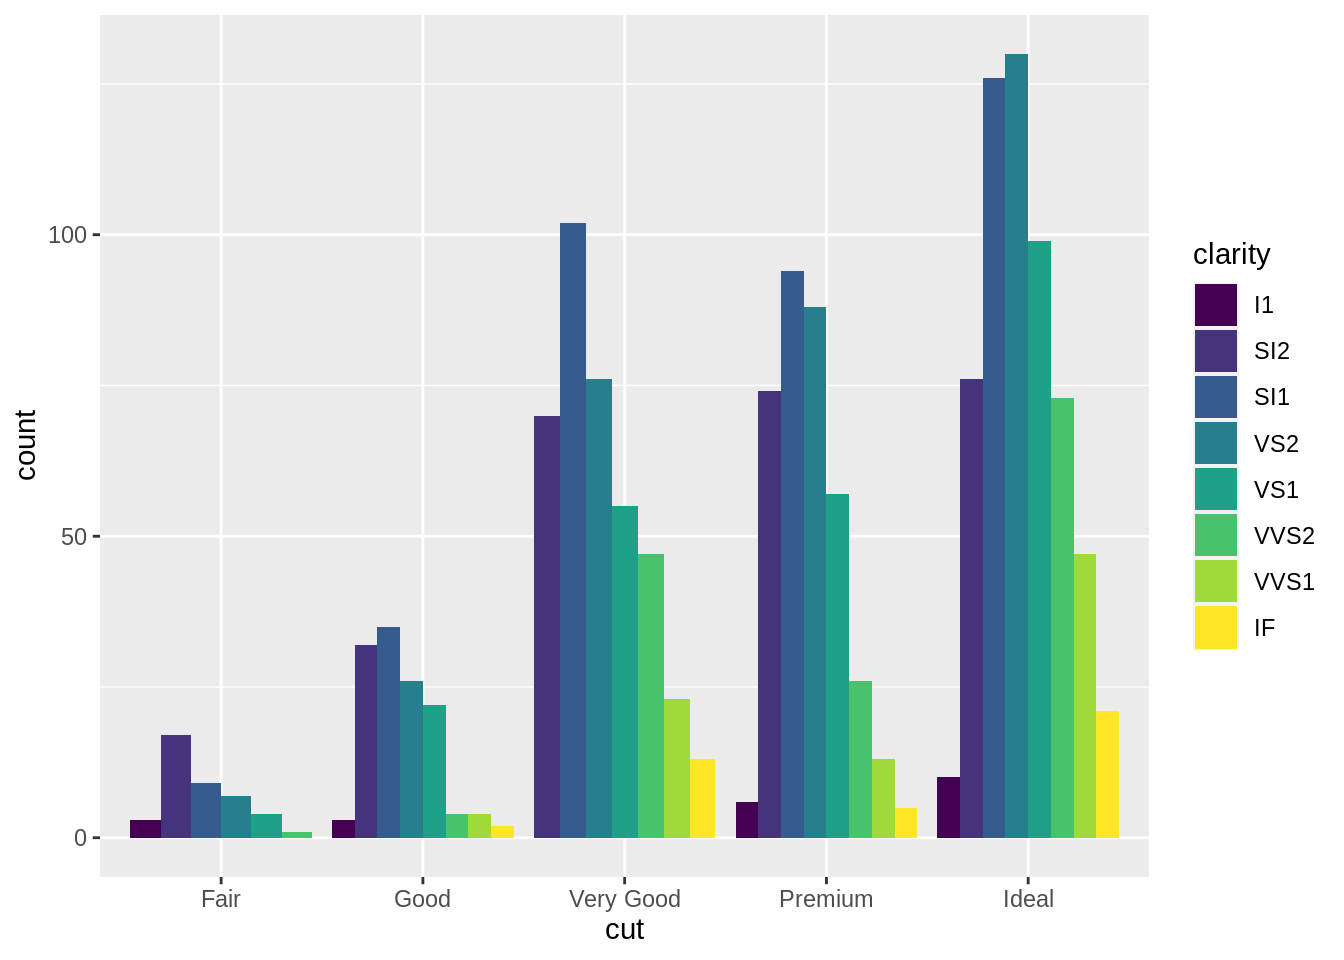 100
50
0
count
Fair
Good
Very Good
Premium
Ideal
cut
clarity
I1
SI2
SI1
VS2
VS1
VVS2
VVS1
IF